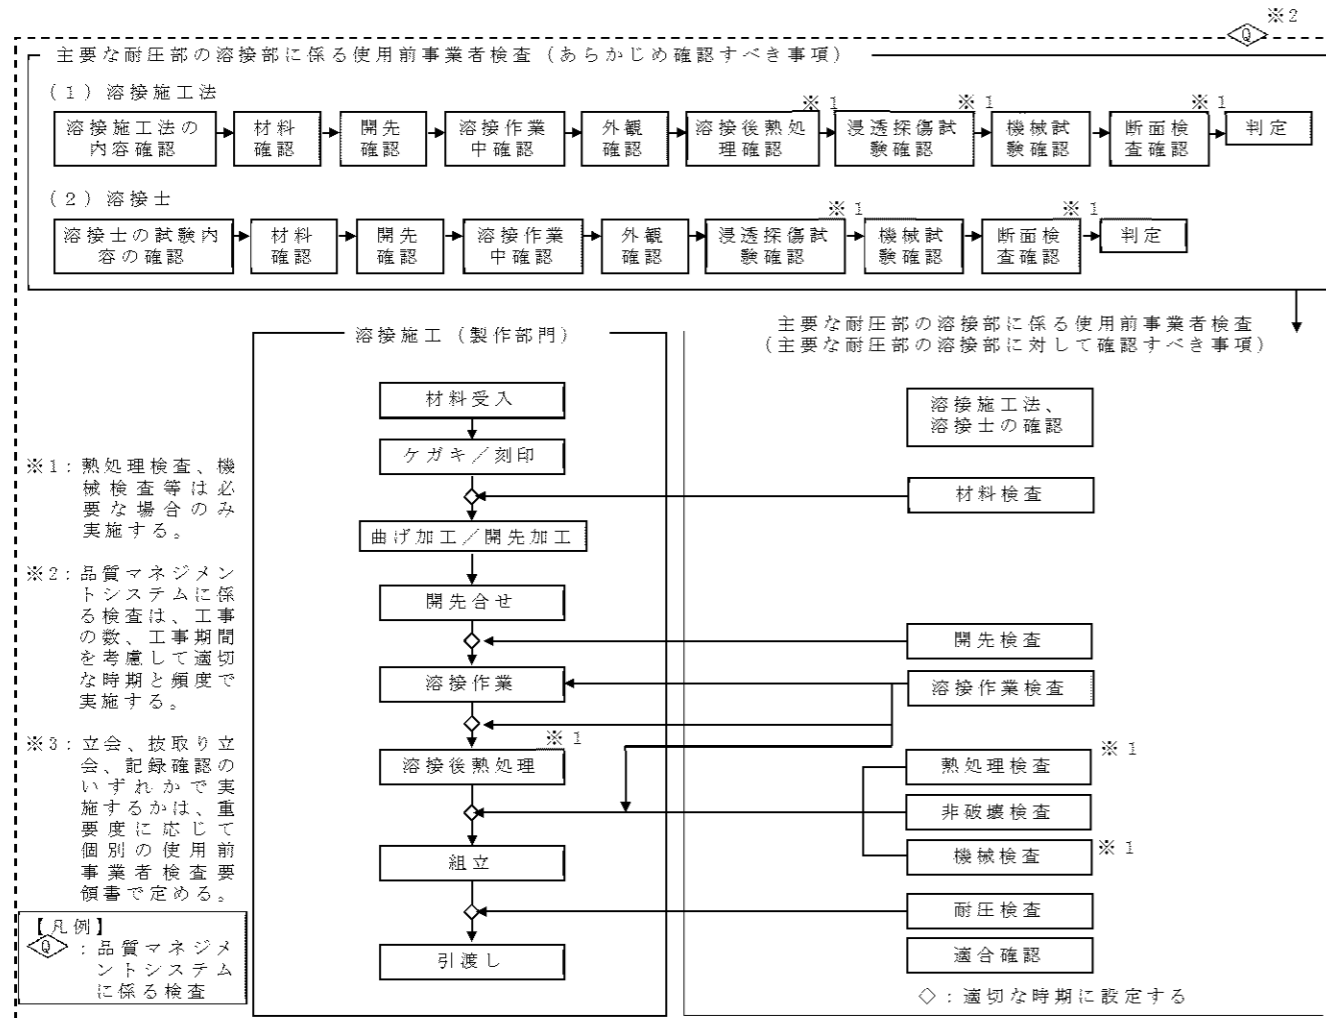 ※2
Q
主要な耐圧部の溶接部に係る使用前事業者検査（あらかじめ確認すべき事項）
（1）溶接施工法
溶接施工法の
内容確認
材料
確認
開先
確認
溶接作業
中確認
外観
確認
※1
溶接後熱処
理確認
※1
浸透探傷試
験確認
機械試
験確認
※1
断面検
査確認
判定
（2）溶接士
溶接士の試験内
容の確認
材料
確認
開先
確認
溶接作業
中確認
外観
確認
※1
浸透探傷試
験確認
機械試
験確認
※1
断面検
査確認
判定
溶接施工（製作部門）
材料受入
ケガキ／刻印
曲げ加工／開先加工
開先合せ
溶接作業
※1
溶接後熱処理
組立
引渡し
主要な耐圧部の溶接部に係る使用前事業者検査
（主要な耐圧部の溶接部に対して確認すべき事項）
溶接施工法、
溶接士の確認
材料検査
開先検査
溶接作業検査
熱処理検査
※1
非破壊検査
機械検査
※1
耐圧検査
適合確認
◇：適切な時期に設定する
※1：熱処理検査、機
械検査等は必
要な場合のみ
実施する。
※2：品質マネジメン
トシステムに係
る検査は、工事
の数、工事期間
を考慮して適切
な時期と頻度で
実施する。
※3：立会、抜取り立
会、記録確認の
いずれかで実
施するかは、重
要度に応じて
個別の使用前
事業者検査要
領書で定める。
【凡例】
Q：品質マネジメ
ントシステム
に係る検査